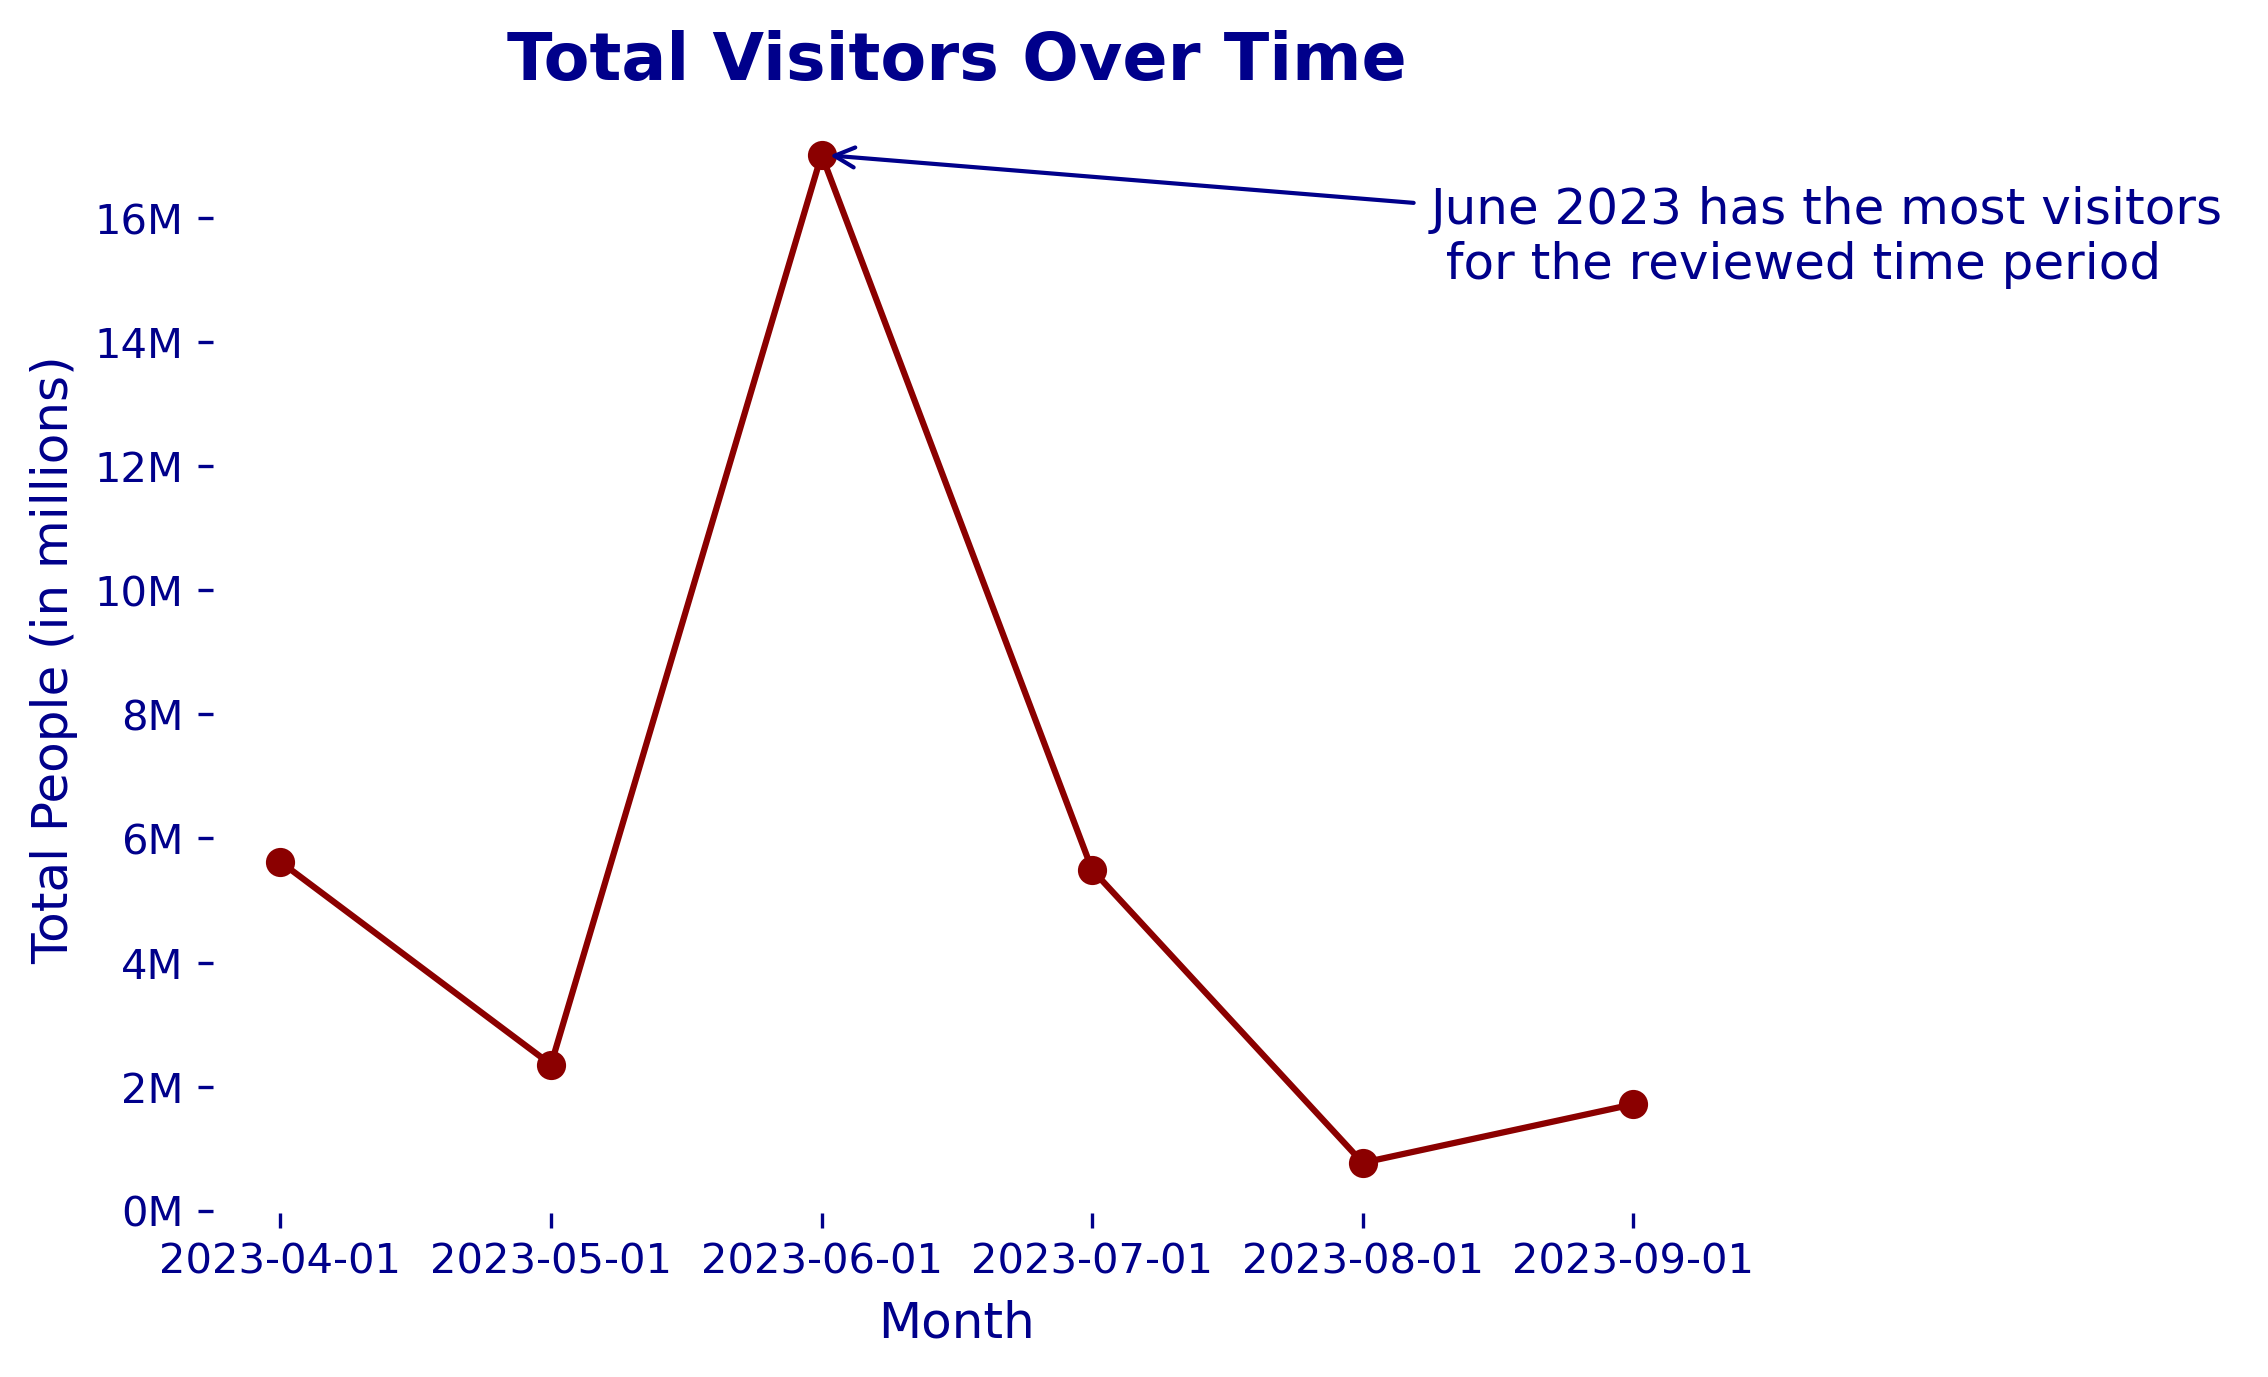 Total Visitors Over Time
June 2023 has the most visitors
for the reviewed time period
Total People (in millions)
16M
14M
12M
10M
8M
6M
4M
2M
0M
2023-04-01 2023-05-01 2023-06-01 2023-07-01 2023-08-01 2023-09-01
Month